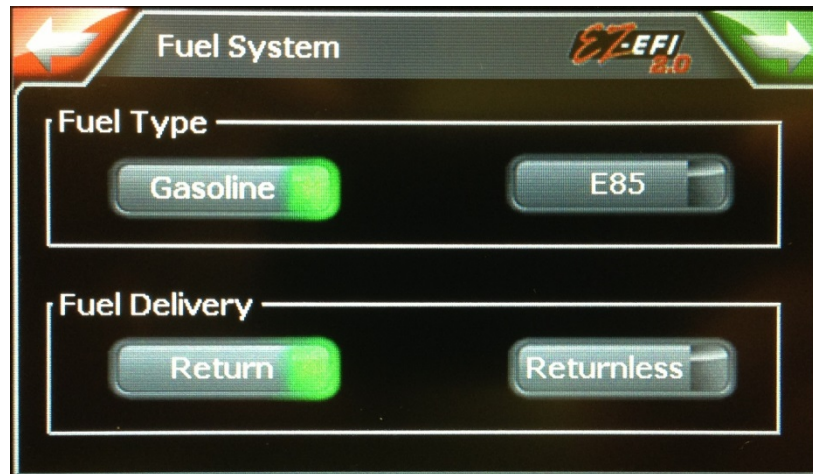 Fuel System
EZ-EFI
2.0
Fuel Type
Gasoline
E85
Fuel Delivery
Return
Returnless